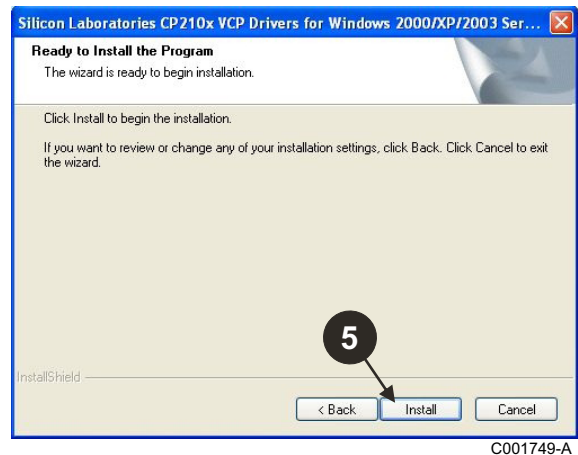 Silicon Laboratories CP210x VCP Drivers for Windows 2000/XP/2003 Ser...
Ready to Install the Program
The wizard is ready to begin installation.
Click Install to begin the installation.
If you want to review or change any of your installation settings, click Back. Click Cancel to exit
the wizard.
5
InstallShield
< Back Install Cancel
C001749-A